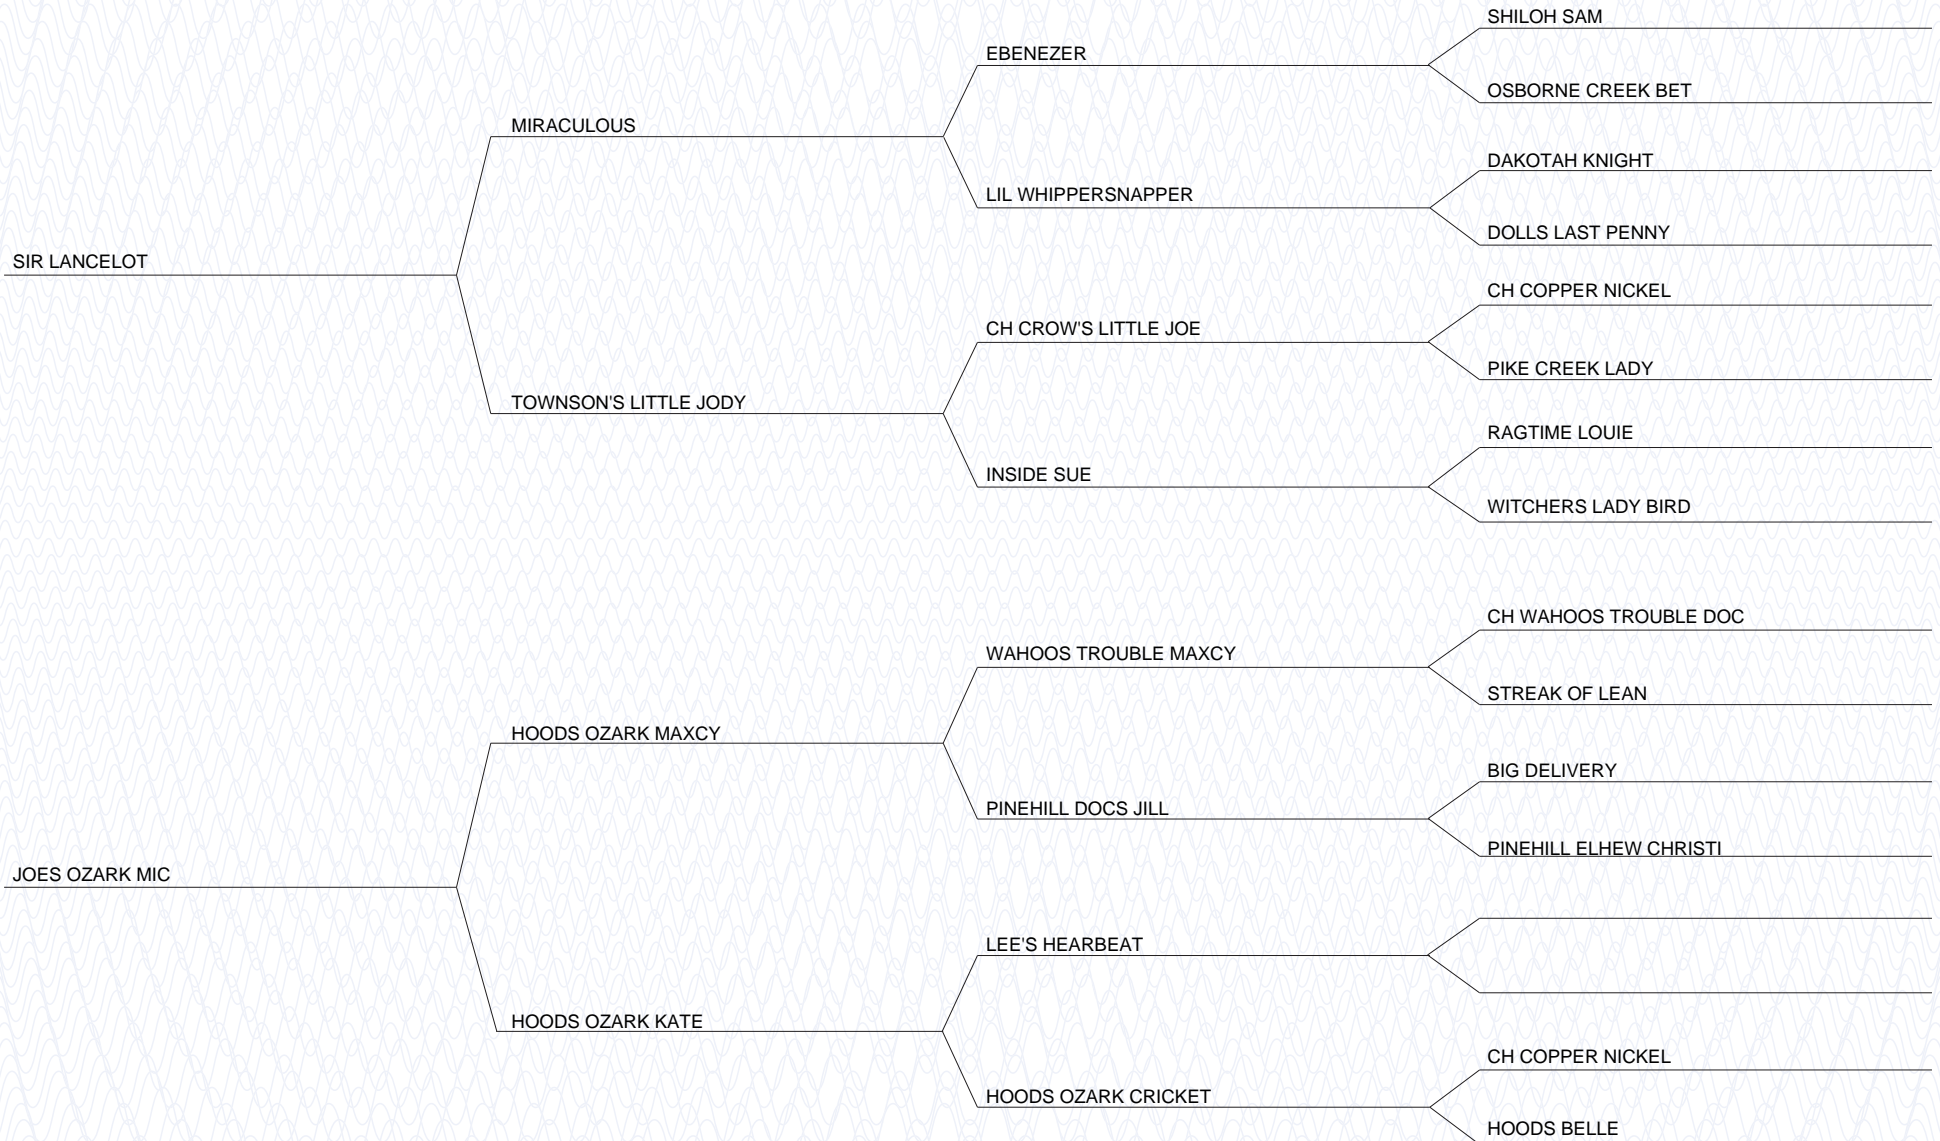 SHILOH SAM
EBENEZER
OSBORNE CREEK BET
MIRACULOUS
DAKOTAH KNIGHT
LIL WHIPPERSNAPPER
DOLLS LAST PENNY
SIR LANCELOT
CH COPPER NICKEL
CH CROW'S LITTLE JOE
PIKE CREEK LADY
TOWNSON'S LITTLE JODY
RAGTIME LOUIE
INSIDE SUE
WITCHERS LADY BIRD
CH WAHOOS TROUBLE DOC
WAHOOS TROUBLE MAXCY
STREAK OF LEAN
HOODS OZARK MAXCY
BIG DELIVERY
PINEHILL DOCS JILL
PINEHILL ELHEW CHRISTI
JOES OZARK MIC
LEE'S HEARBEAT
HOODS OZARK KATE
CH COPPER NICKEL
HOODS OZARK CRICKET
HOODS BELLE